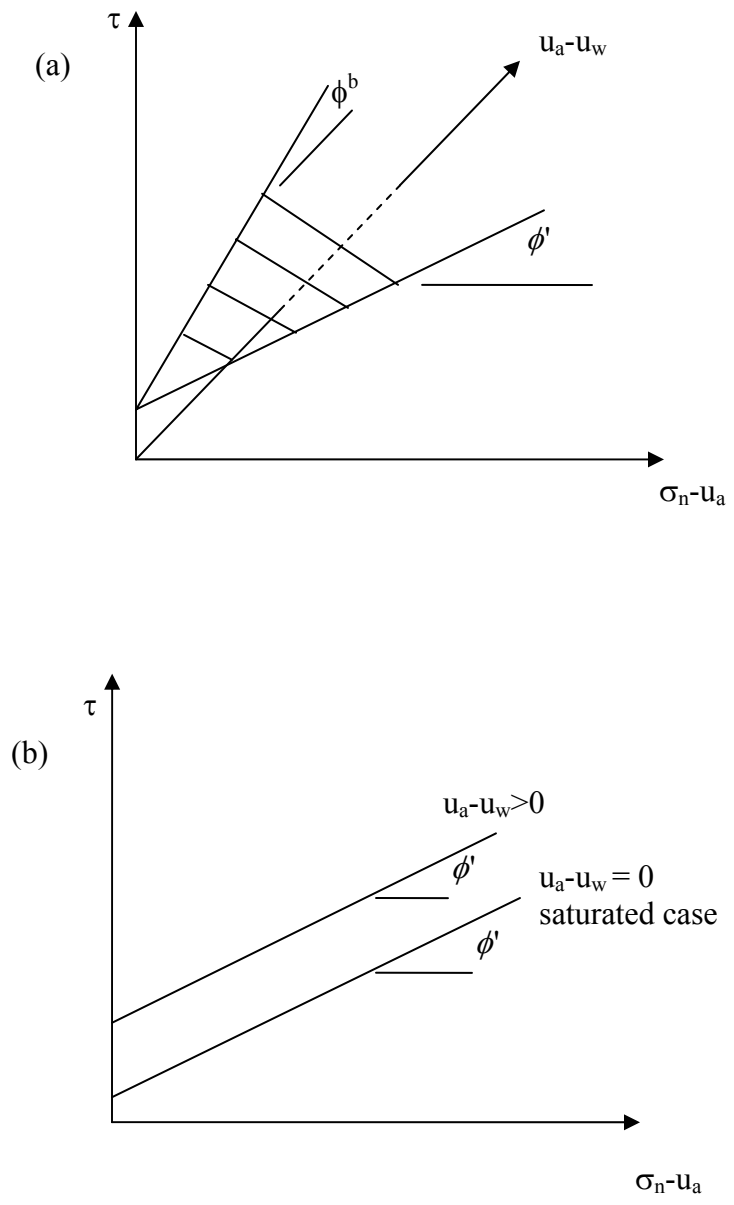 τ
(a)
u_a-u_w
ϕ^b
ϕ'
σ_n-u_a
τ
(b)
u_a-u_w>0
ϕ'
u_a-u_w = 0
saturated case
ϕ'
σ_n-u_a